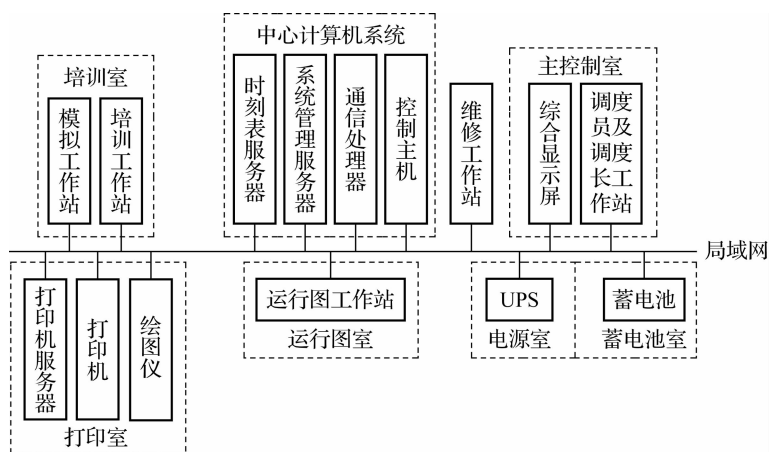 中心计算机系统
培训室
主控制室
模拟工作站
培训工作站
时刻表服务器
系统管理服务器
通信处理器
控制主机
维修工作站
综合显示屏
调度员及调度长工作站
局域网
打印机服务器
打印机
绘图仪
打印室
运行图工作站
运行图室
UPS
电源室
蓄电池
蓄电池室